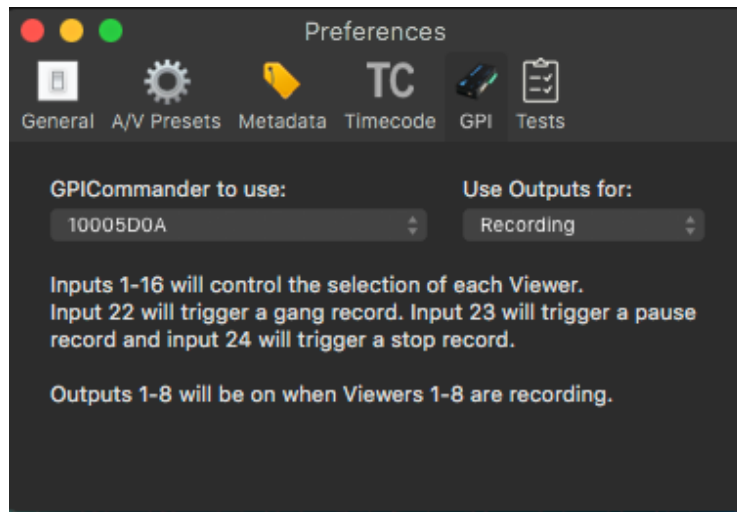 Preferences
TC
General A/V Presets Metadata Timecode GPI Tests
GPICommander to use: Use Outputs for:
10005D0A Recording
Inputs 1-16 will control the selection of each Viewer.
Input 22 will trigger a gang record. Input 23 will trigger a pause
record and input 24 will trigger a stop record.
Outputs 1-8 will be on when Viewers 1-8 are recording.